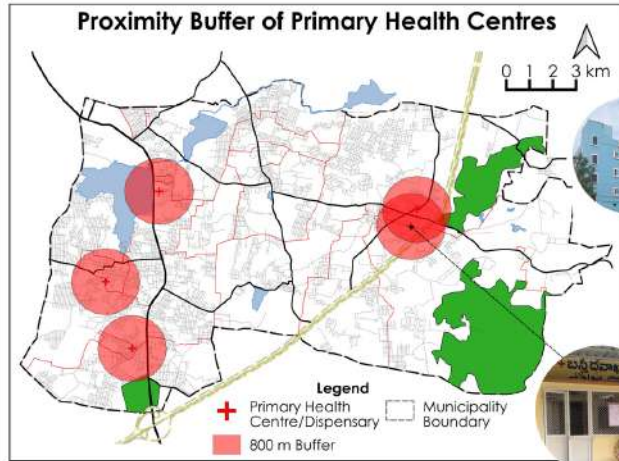 Proximity Buffer of Primary Health Centres
0 1 2 3 km
Legend
Primary Health
Centre/Dispensary
Municipality
Boundary
800 m Buffer